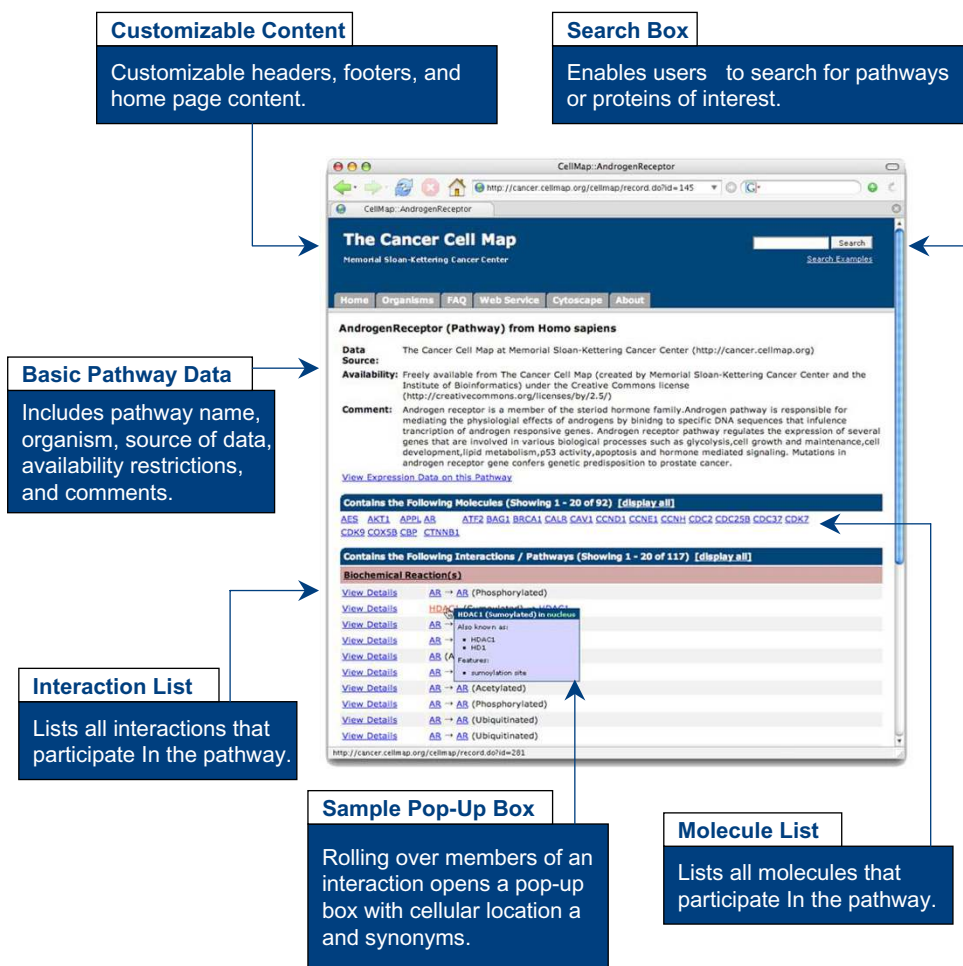 Customizable Content
Customizable headers, footers, and
home page content.
Search Box
Enables users to search for pathways
or proteins of interest.
CellMap::AndrogenReceptor
http://cancer.cellmap.org/cellmap/record.do?id=145
G
CellMap::AndrogenReceptor
The Cancer Cell Map
Memorial Sloan-Kettering Cancer Center
Search
Search Examples
Home Organisms FAQ Web Service Cytoscape About
AndrogenReceptor (Pathway) from Homo sapiens
Data Source: The Cancer Cell Map at Memorial Sloan-Kettering Cancer Center (http://cancer.cellmap.org)
Availability: Freely available from The Cancer Cell Map (created by Memorial Sloan-Kettering Cancer Center and the
Institute of Bioinformatics) under the Creative Commons license
(http://creativecommons.org/licenses/by/2.5/)
Comment: Androgen receptor is a member of the steriod hormone family.Androgen pathway is responsible for
mediating the physiologial effects of androgens by bininding to specific DNA sequences that infulence
trancription of androgen responsive genes. Androgen receptor pathway regulates the expression of several
genes that are involved in various biological processes such as glycolysis,cell growth and maintenance,cell
development,lipid metabolism,p53 activity,apoptosis and hormone mediated signaling. Mutations in
androgen receptor gene confers genetic predisposition to prostate cancer.
View Expression Data on this Pathway
Contains the Following Molecules (Showing 1 - 20 of 92) [display all]
AES AKT1 APPL AR ATF2 BAG1 BRCA1 CALR CAV1 CCND1 CCNE1 CCNH CDC2 CDC25B CDC37 CDK7
CDK9 COX5B CBP CTNNB1
Contains the Following Interactions / Pathways (Showing 1 - 20 of 117) [display all]
Biochemical Reaction(s)
View Details AR → AR (Phosphorylated)
View Details HDAC1 (Sumoylated) → HDAC1
View Details AR →
View Details AR →
View Details AR (A
View Details AR →
View Details AR → AR (Acetylated)
View Details AR → AR (Phosphorylated)
View Details AR → AR (Ubiquitinated)
View Details AR → AR (Ubiquitinated)
http://cancer.cellmap.org/cellmap/record.do?id=281
HDAC1 (Sumoylated) in nucleus
Also known as:
• HDAC1
• HD1
Features:
• sumoylation site
Basic Pathway Data
Includes pathway name,
organism, source of data,
availability restrictions,
and comments.
Interaction List
Lists all interactions that
participate In the pathway.
Sample Pop-Up Box
Rolling over members of an
interaction opens a pop-up
box with cellular location a
and synonyms.
Molecule List
Lists all molecules that
participate In the pathway.